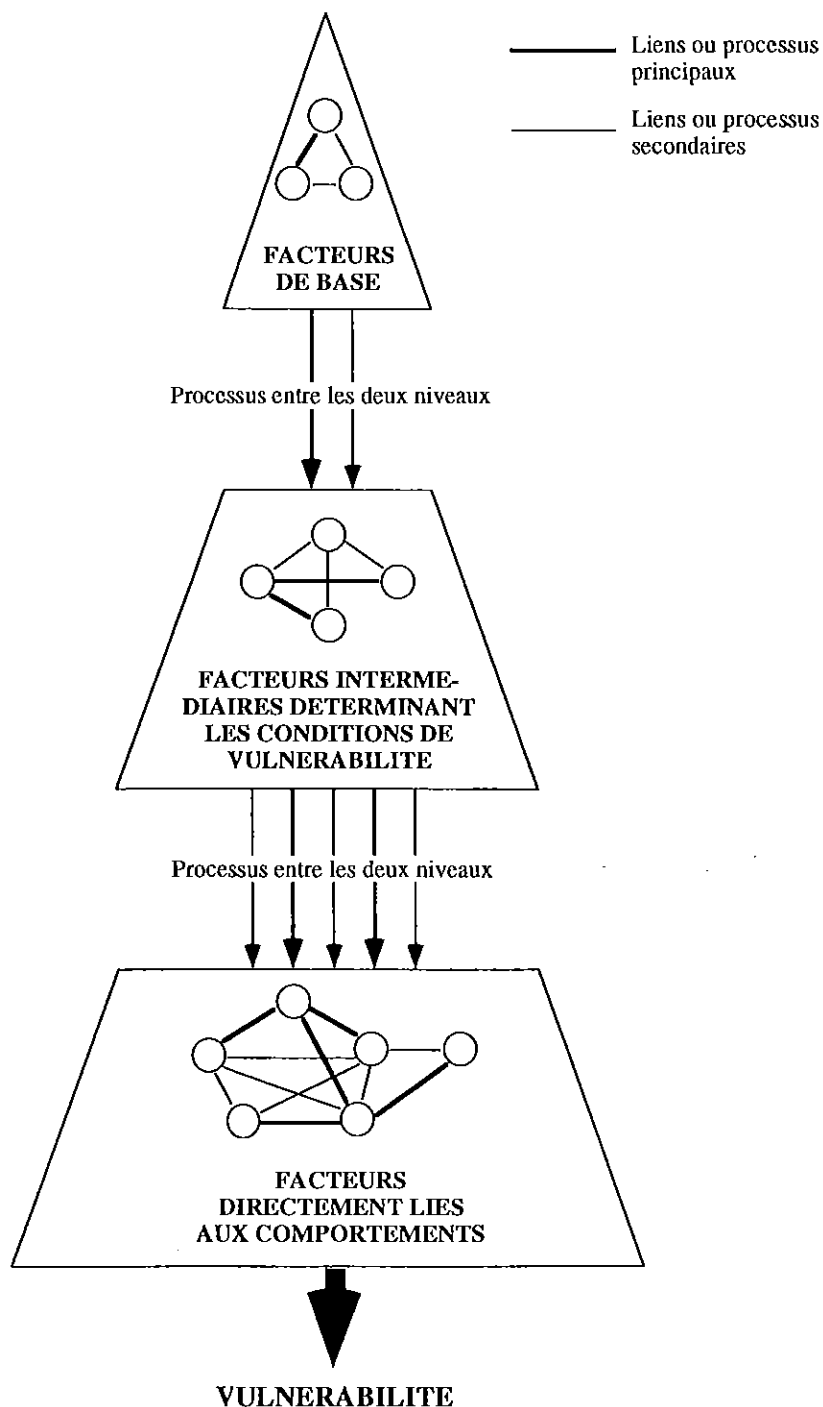 Liens ou processus
principaux
Liens ou processus
secondaires
FACTEURS
DE BASE
Processus entre les deux niveaux
FACTEURS INTERME-
DIAIRES DETERMINANT
LES CONDITIONS DE
VULNERABILITE
Processus entre les deux niveaux
FACTEURS
DIRECTEMENT LIES
AUX COMPORTEMENTS
VULNERABILITE